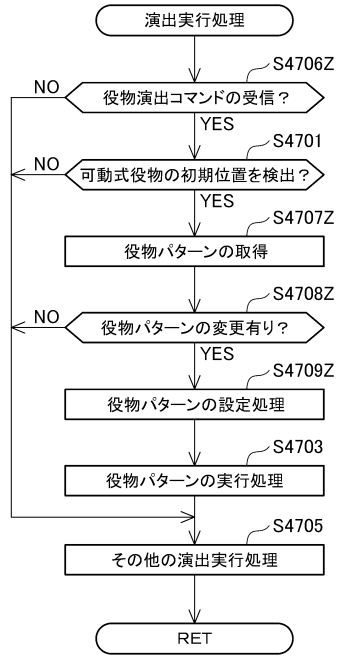 演出実行処理
S4706Z
NO
役物演出コマンドの受信？
YES
S4701
NO
可動式役物の初期位置を検出？
YES
S4707Z
役物パターンの取得
S4708Z
NO
役物パターンの変更有り？
YES
S4709Z
役物パターンの設定処理
S4703
役物パターンの実行処理
S4705
その他の演出実行処理
RET